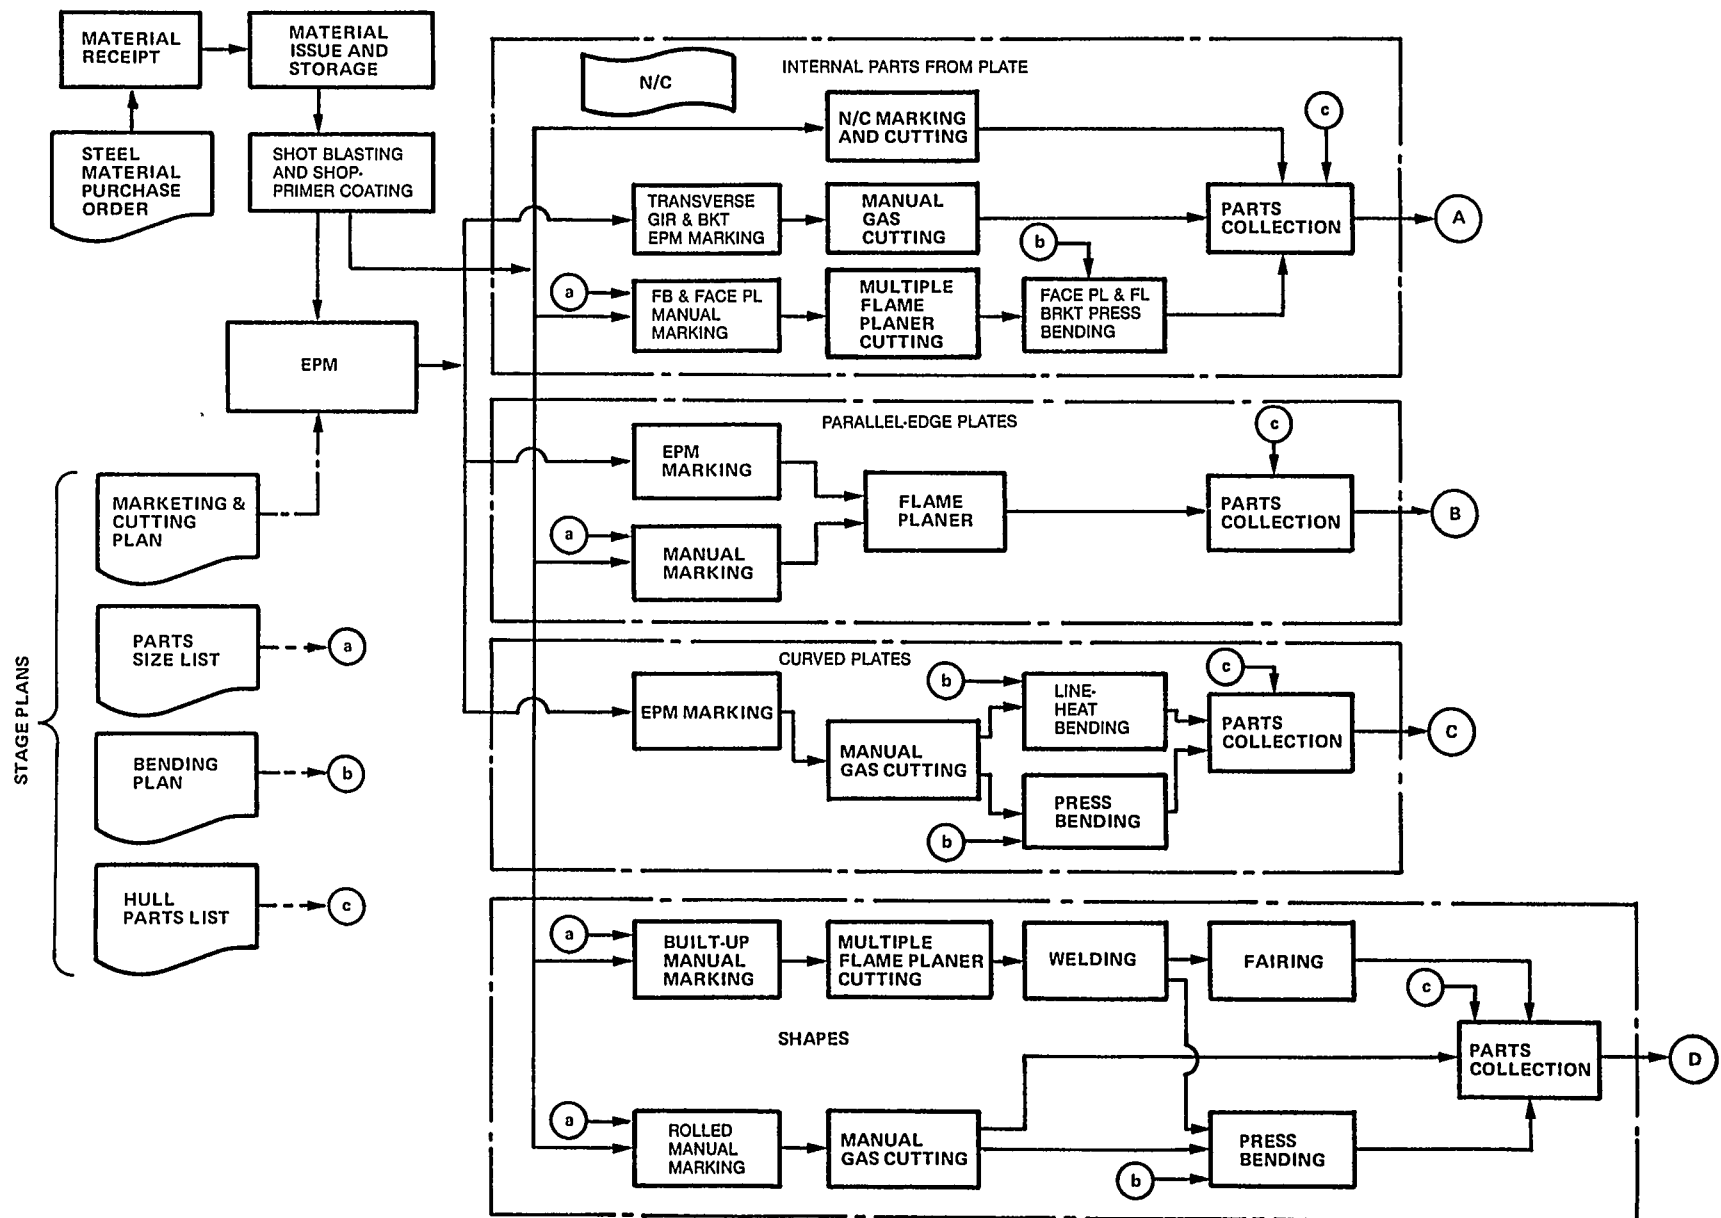 MATERIAL
RECEIPT
MATERIAL
ISSUE AND
STORAGE
STEEL
MATERIAL
PURCHASE
ORDER
SHOT BLASTING
AND SHOP-
PRIMER COATING
EPM
STAGE PLANS
MARKETING &
CUTTING
PLAN
PARTS
SIZE LIST
a
BENDING
PLAN
b
HULL
PARTS LIST
c
N/C
INTERNAL PARTS FROM PLATE
N/C MARKING
AND CUTTING
c
TRANSVERSE
GIR & BKT
EPM MARKING
MANUAL
GAS
CUTTING
PARTS
COLLECTION
A
b
a
FB & FACE PL
MANUAL
MARKING
MULTIPLE
FLAME
PLANER
CUTTING
FACE PL & FL
BRKT PRESS
BENDING
PARALLEL-EDGE PLATES
c
EPM
MARKING
FLAME
PLANER
PARTS
COLLECTION
B
a
MANUAL
MARKING
CURVED PLATES
b
c
EPM MARKING
LINE-
HEAT
BENDING
MANUAL
GAS CUTTING
PARTS
COLLECTION
C
PRESS
BENDING
b
a
BUILT-UP
MANUAL
MARKING
MULTIPLE
FLAME PLANER
CUTTING
WELDING
FAIRING
c
SHAPES
PARTS
COLLECTION
D
a
ROLLED
MANUAL
MARKING
MANUAL
GAS CUTTING
PRESS
BENDING
b